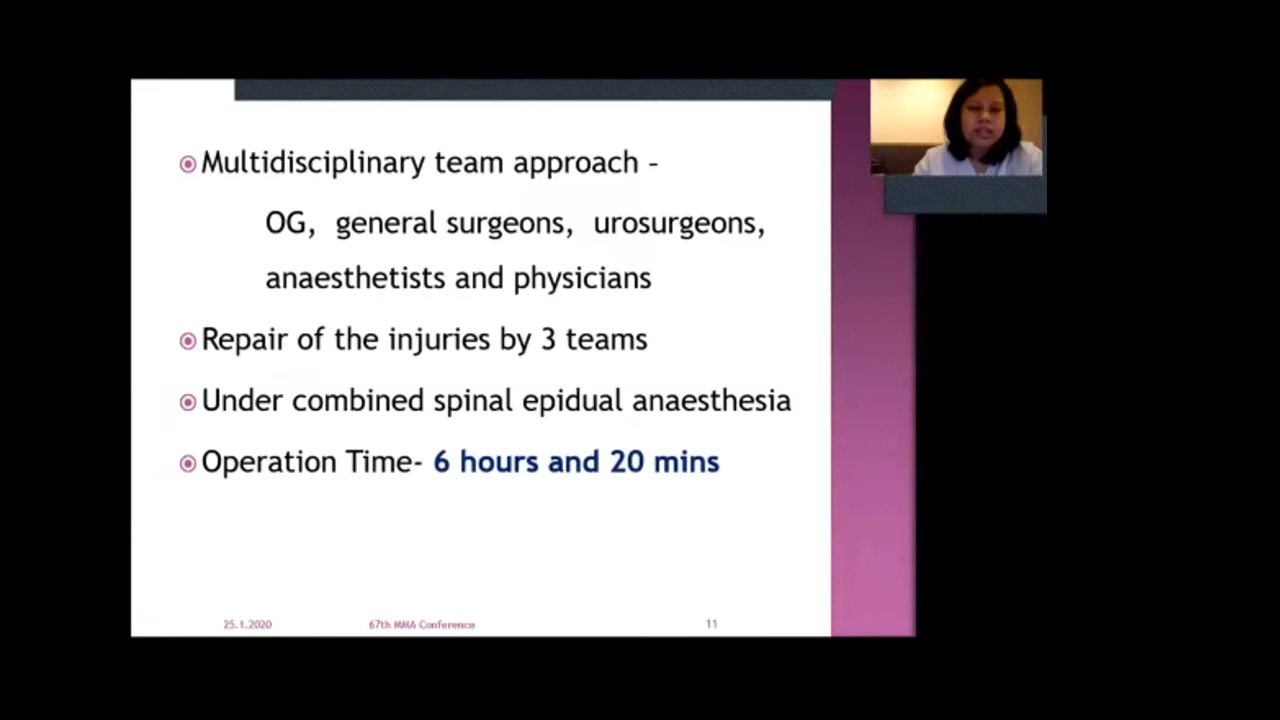 Multidisciplinary team approach –
OG, general surgeons, urosurgeons,
anaesthetists and physicians
Repair of the injuries by 3 teams
Under combined spinal epidual anaesthesia
Operation Time- 6 hours and 20 mins
25.1.2020 67th MMA Conference 11